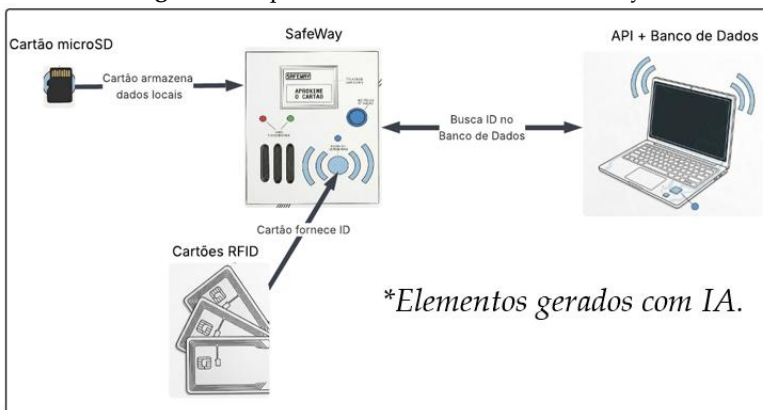 SafeWay
API + Banco de Dados
Cartão microSD
Cartão armazena
dados locais
SAFEWAY
APROXIME
O CARTAO
Busca ID no
Banco de Dados
Cartão fornece ID
Cartões RFID
*Elementos gerados com IA.